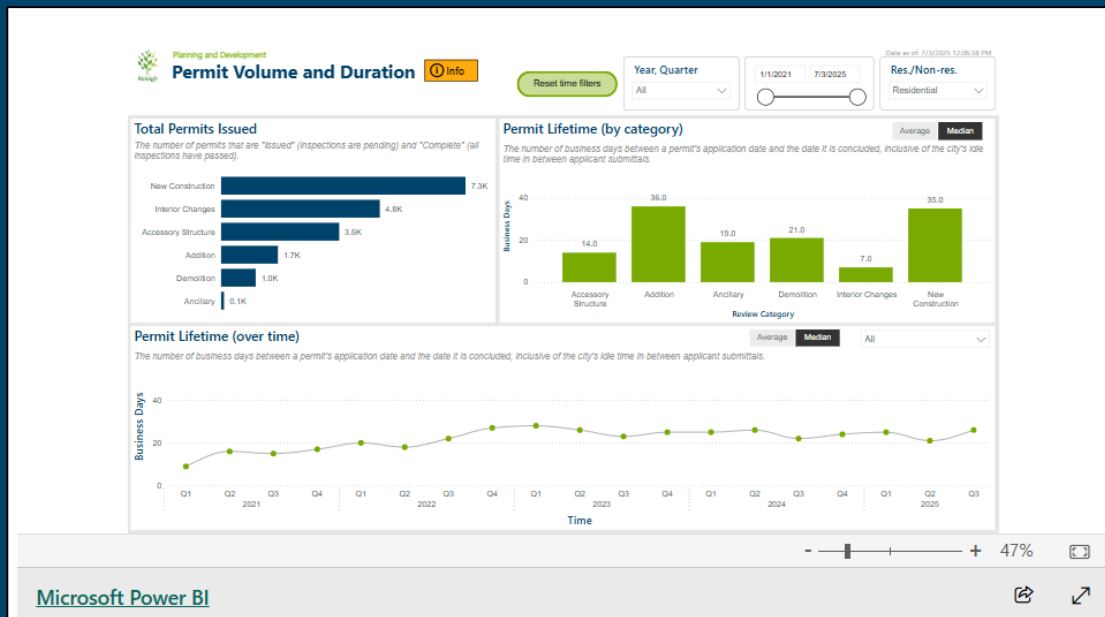 Data as of: 7/3/2025 12:06:38 PM
Planning and Development
Permit Volume and Duration
Info
Raleigh
Reset time filters
Year, Quarter
All
1/1/2021 7/3/2025
Res./Non-res.
Residential
Total Permits Issued
The number of permits that are "Issued" (inspections are pending) and "Complete" (all
inspections have passed).
New Construction 7.3K
Interior Changes 4.8K
Accessory Structure 3.6K
Addition 1.7K
Demolition 1.0K
Ancillary 0.1K
Permit Lifetime (by category)
Average Median
The number of business days between a permit's application date and the date it is concluded, inclusive of the city's idle
time in between applicant submittals.
Business Days
40
20
0
14.0 36.0 19.0 21.0 7.0 35.0
Accessory Addition Ancillary Demolition Interior Changes New
Structure Construction
Review Category
Permit Lifetime (over time)
Average Median All
The number of business days between a permit's application date and the date it is concluded, inclusive of the city's idle time in between applicant submittals.
Business Days
40
20
0
Q1 Q2 Q3 Q4 Q1 Q2 Q3 Q4 Q1 Q2 Q3 Q4 Q1 Q2 Q3 Q4 Q1 Q2 Q3
2021 2022 2023 2024 2025
Time
- + 47%
Microsoft Power BI